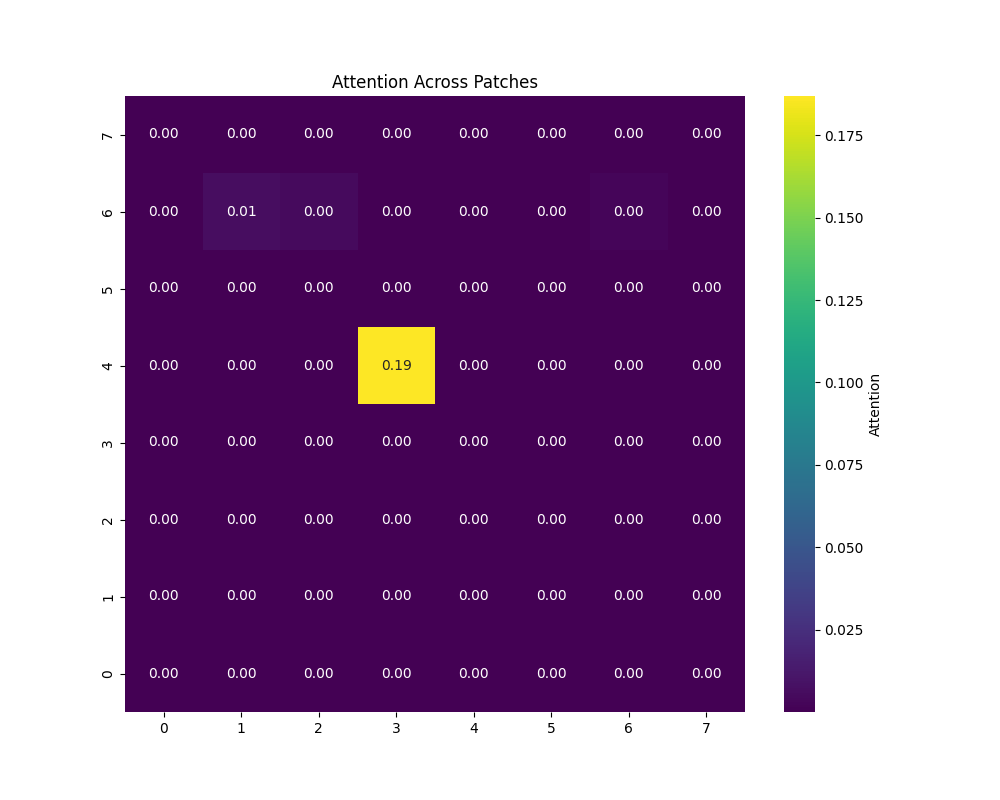 Attention Across Patches
7 0.00 0.00 0.00 0.00 0.00 0.00 0.00 0.00
6 0.00 0.01 0.00 0.00 0.00 0.00 0.00 0.00
5 0.00 0.00 0.00 0.00 0.00 0.00 0.00 0.00
4 0.00 0.00 0.00 0.19 0.00 0.00 0.00 0.00
3 0.00 0.00 0.00 0.00 0.00 0.00 0.00 0.00
2 0.00 0.00 0.00 0.00 0.00 0.00 0.00 0.00
1 0.00 0.00 0.00 0.00 0.00 0.00 0.00 0.00
0 0.00 0.00 0.00 0.00 0.00 0.00 0.00 0.00
0 1 2 3 4 5 6 7
0.175
0.150
0.125
0.100
0.075
0.050
0.025
Attention